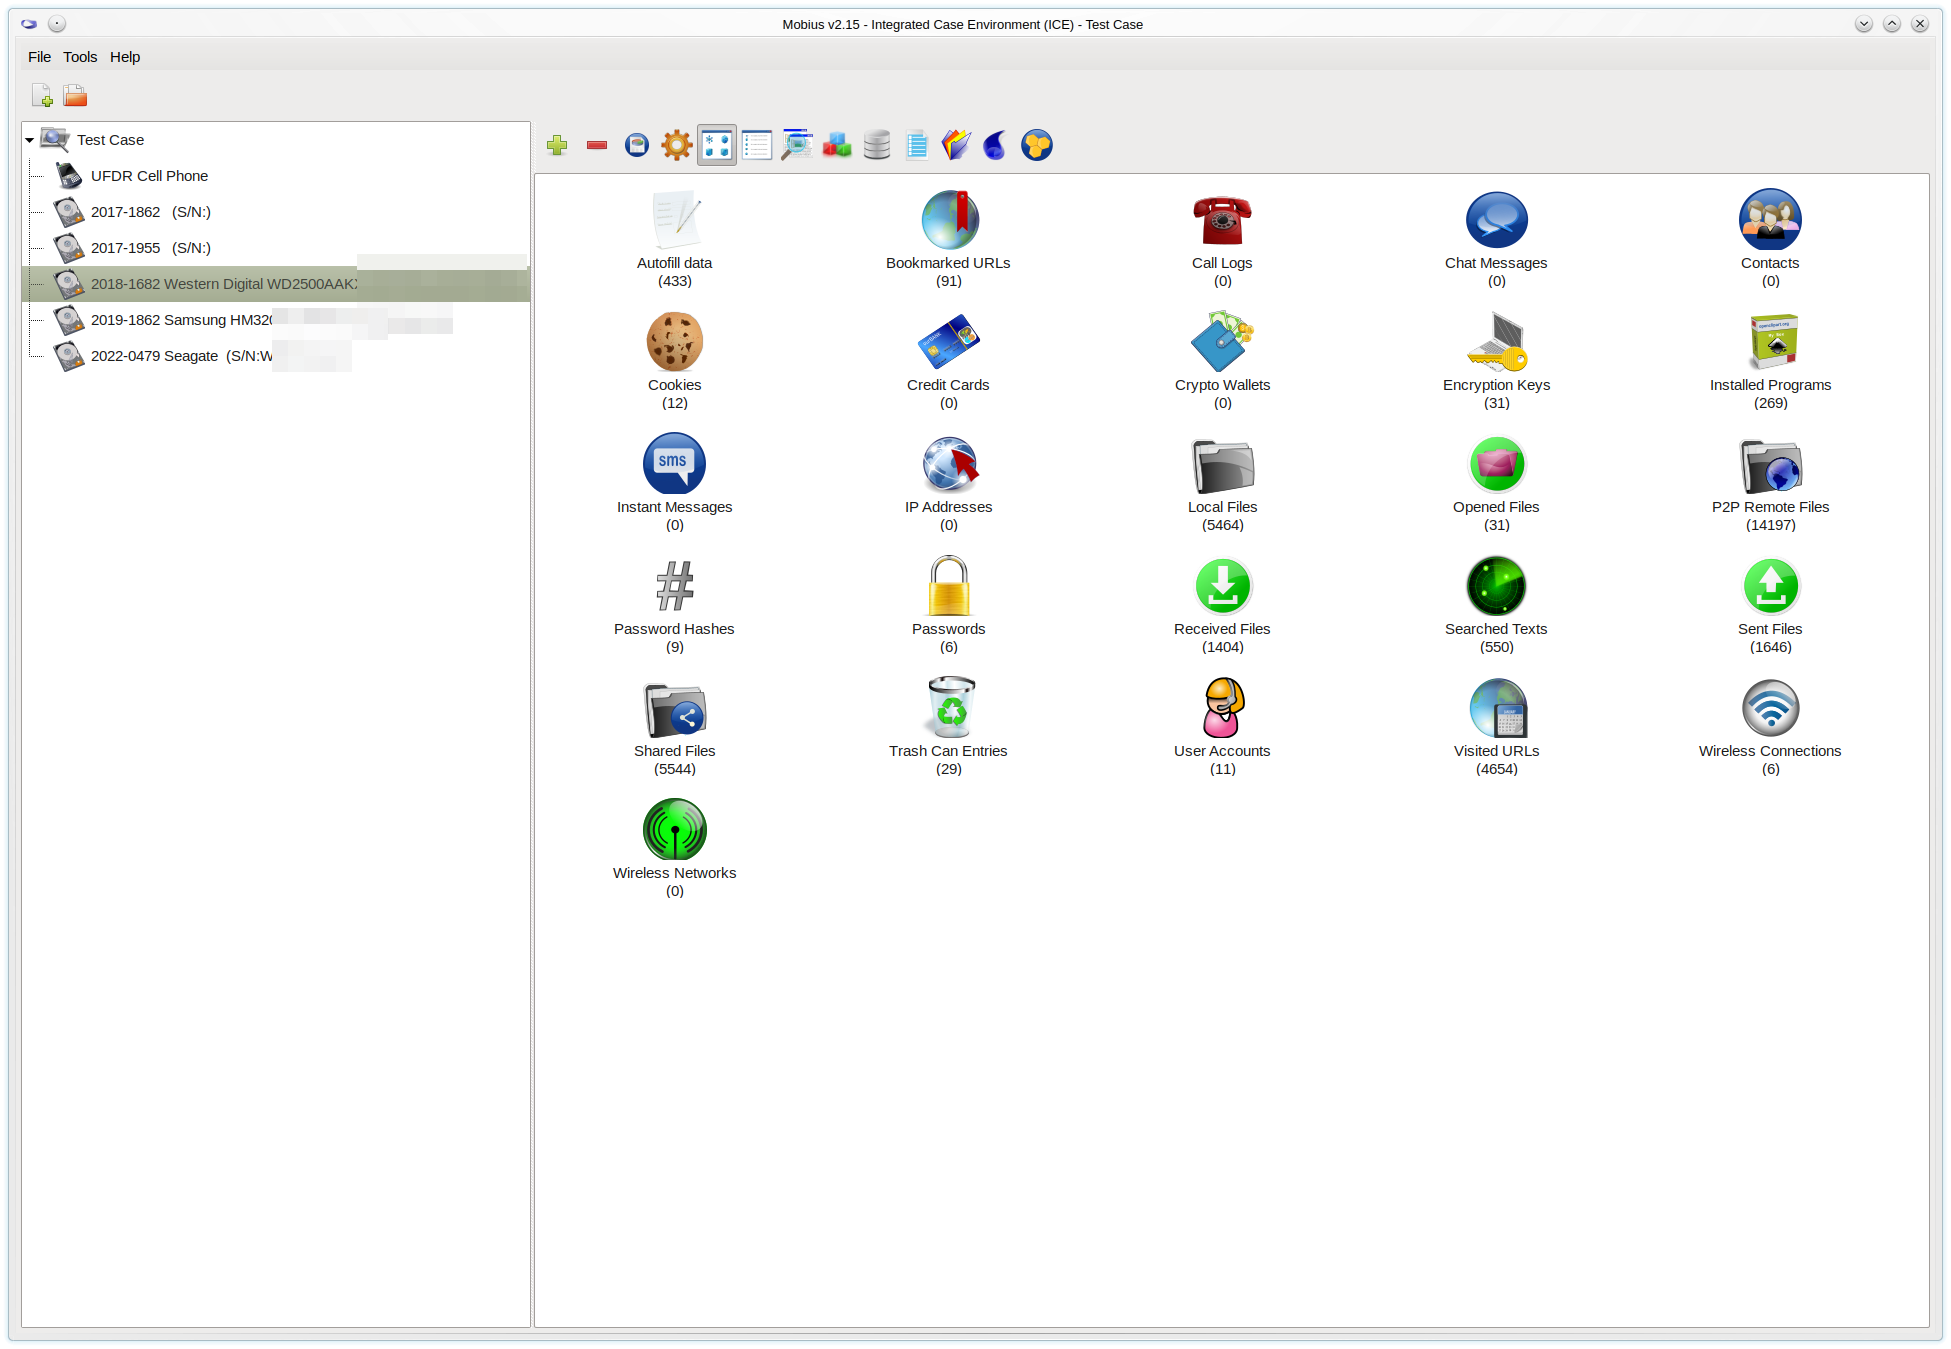 Mobius v2.15 - Integrated Case Environment (ICE) - Test Case
File Tools Help
Test Case
UFDR Cell Phone
2017-1862 (S/N:)
2017-1955 (S/N:)
2018-1682 Western Digital WD2500AAK
2019-1862 Samsung HM320
2022-0479 Seagate (S/N:W
Autofill data
(433)
Bookmarked URLs
(91)
Call Logs
(0)
Chat Messages
(0)
Contacts
(0)
Cookies
(12)
Credit Cards
(0)
Crypto Wallets
(0)
Encryption Keys
(31)
openclipart.org
Installed Programs
(269)
sms
Instant Messages
(0)
IP Addresses
(0)
Local Files
(5464)
Opened Files
(31)
P2P Remote Files
(14197)
#
Password Hashes
(9)
Passwords
(6)
Received Files
(1404)
Searched Texts
(550)
Sent Files
(1646)
Shared Files
(5544)
Trash Can Entries
(29)
User Accounts
(11)
Visited URLs
(4654)
Wireless Connections
(6)
Wireless Networks
(0)